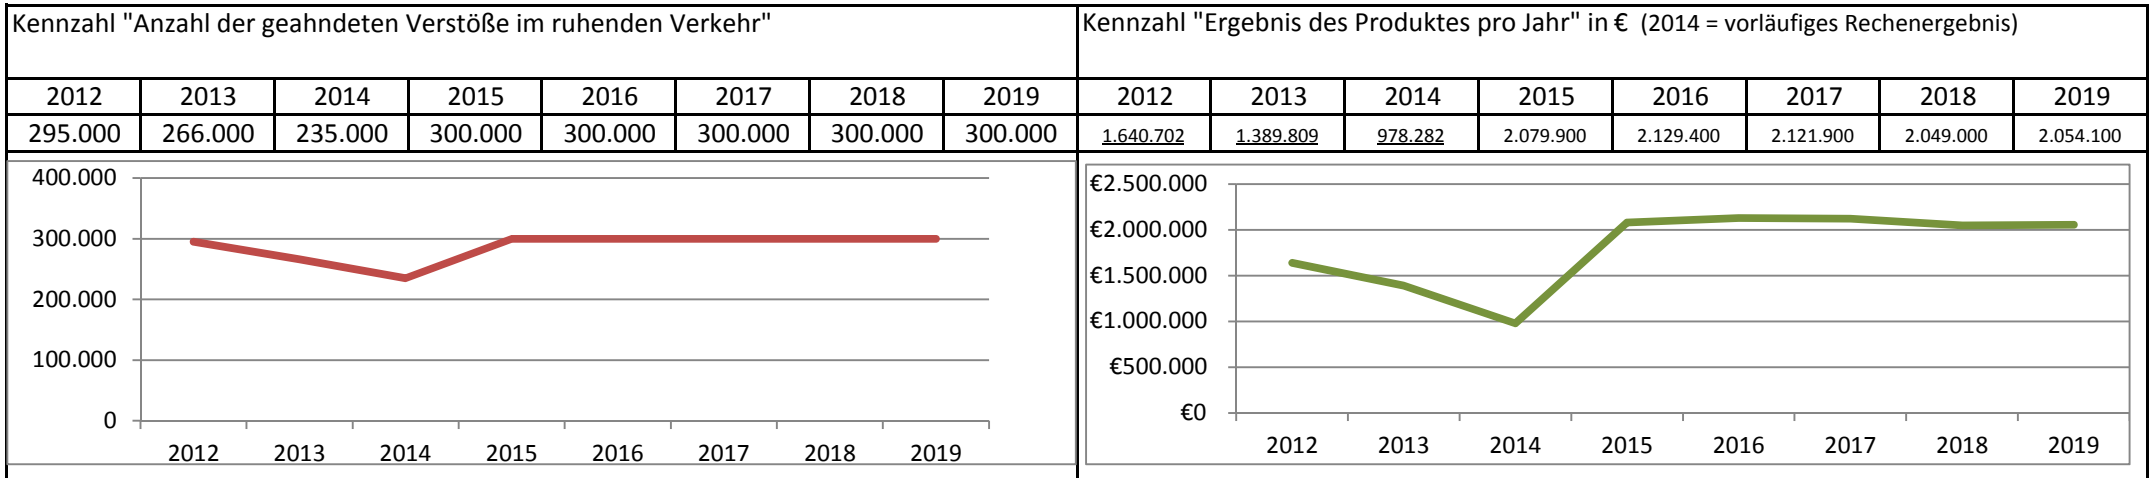 Kennzahl "Anzahl der geahndeten Verstöße im ruhenden Verkehr"
2012 2013 2014 2015 2016 2017 2018 2019
295.000 266.000 235.000 300.000 300.000 300.000 300.000 300.000
400.000
300.000
200.000
100.000
0
2012 2013 2014 2015 2016 2017 2018 2019
Kennzahl "Ergebnis des Produktes pro Jahr" in € (2014 = vorläufiges Rechenergebnis)
2012 2013 2014 2015 2016 2017 2018 2019
1.640.702 1.389.809 978.282 2.079.900 2.129.400 2.121.900 2.049.000 2.054.100
€2.500.000
€2.000.000
€1.500.000
€1.000.000
€500.000
€0
2012 2013 2014 2015 2016 2017 2018 2019